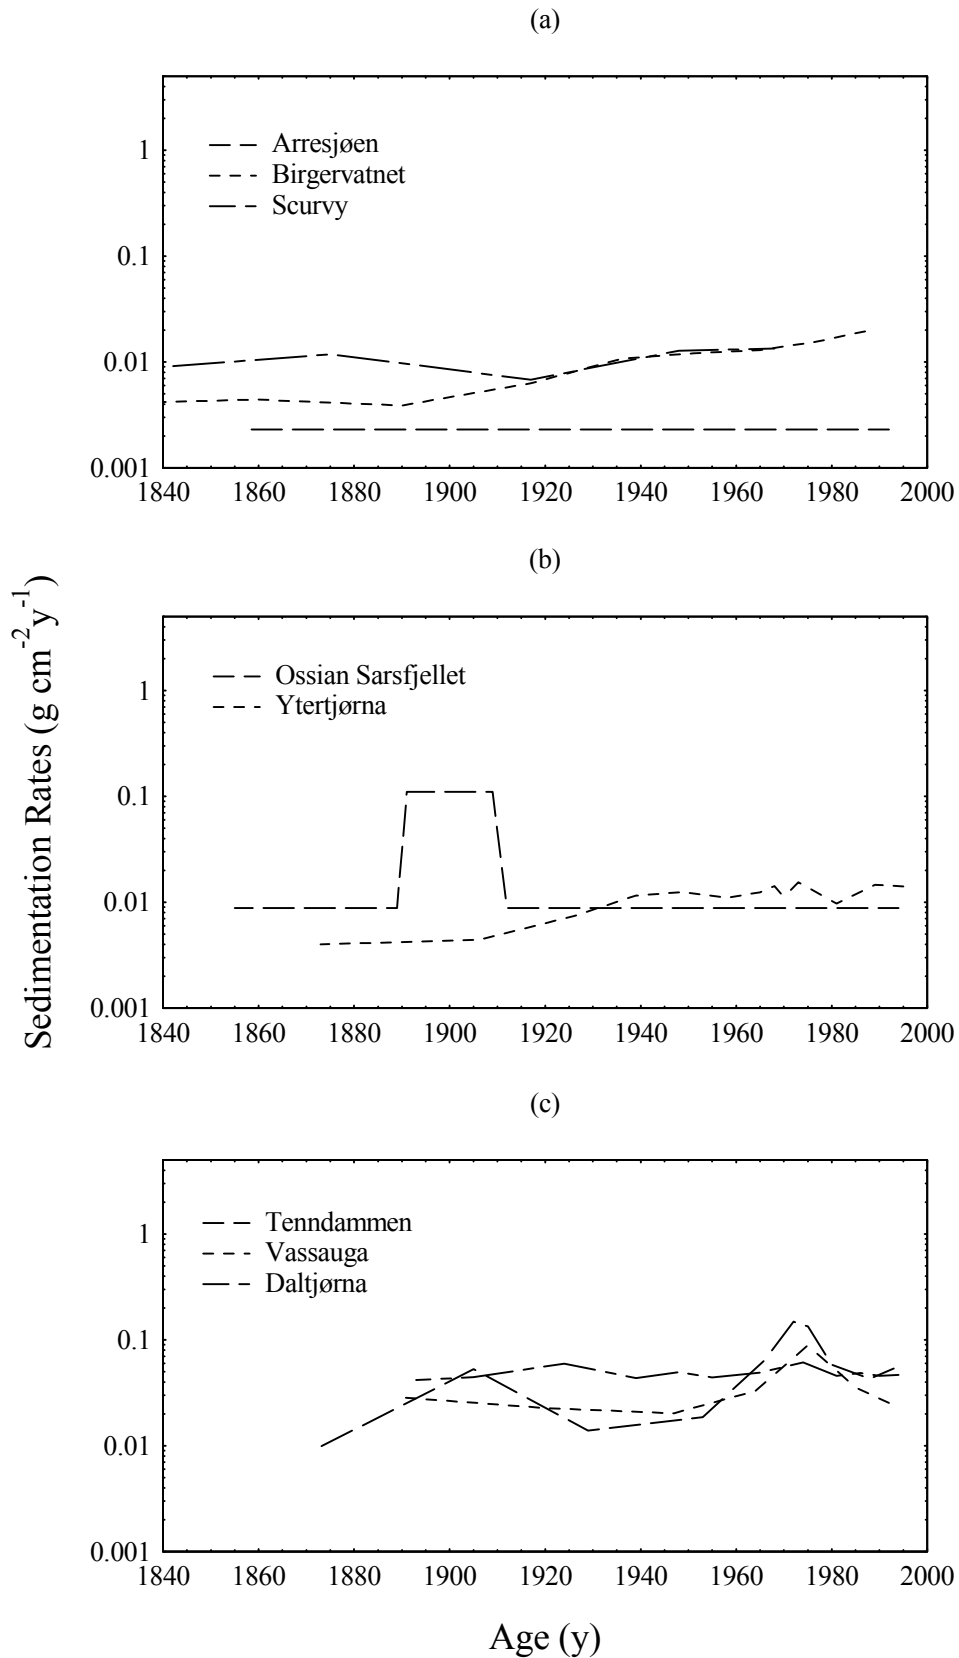 (a)
Arresjøen
Birgervatnet
Scurvy
1
0.1
0.01
0.001
1840 1860 1880 1900 1920 1940 1960 1980 2000
(b)
Ossian Sarsfjellet
Ytertjørna
1
0.1
0.01
0.001
1840 1860 1880 1900 1920 1940 1960 1980 2000
Sedimentation Rates (g cm⁻²y⁻¹)
(c)
Tenndammen
Vassauga
Daltjørna
1
0.1
0.01
0.001
1840 1860 1880 1900 1920 1940 1960 1980 2000
Age (y)